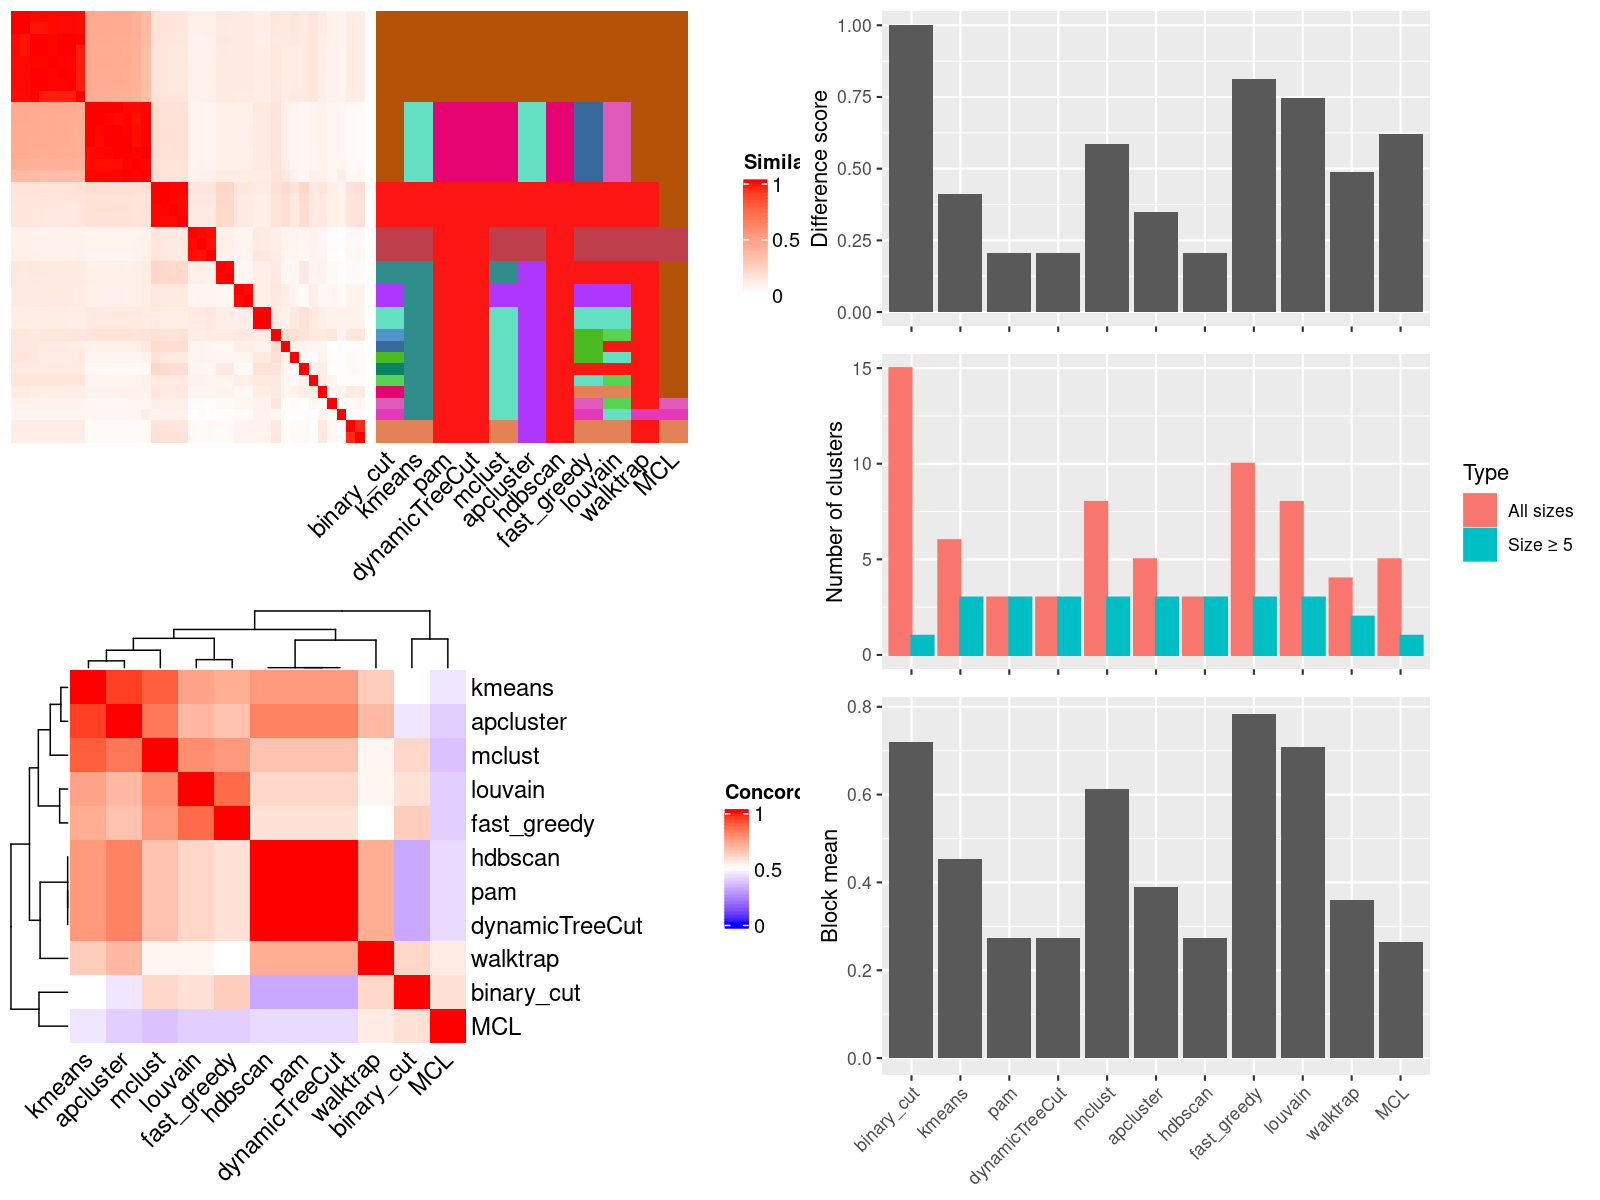 Simila
1
0.5
0
binary_cut
kmeans
pam
dynamicTreeCut
mclust
apcluster
hdbscan
fast_greedy
louvain
walktrap
MCL
kmeans
apcluster
mclust
louvain
fast_greedy
hdbscan
pam
dynamicTreeCut
walktrap
binary_cut
MCL
kmeans
apcluster
mclust
louvain
fast_greedy
hdbscan
pam
dynamicTreeCut
walktrap
binary_cut
MCL
Concord
1
0.5
0
Difference score
1.00
0.75
0.50
0.25
0.00
Number of clusters
15
10
5
0
Type
All sizes
Size ≥ 5
Block mean
0.8
0.6
0.4
0.2
0.0
binary_cut
kmeans
pam
dynamicTreeCut
mclust
apcluster
hdbscan
fast_greedy
louvain
walktrap
MCL